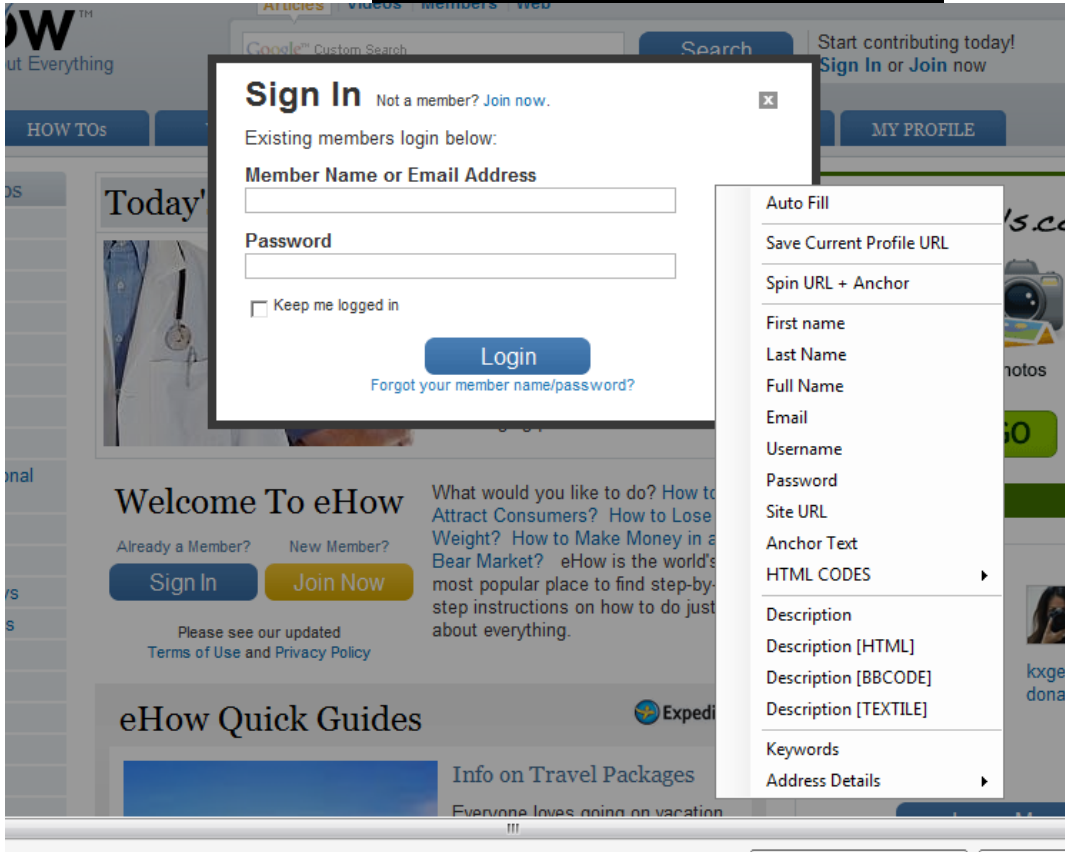 Articles Videos Members Web
ow™
ut Everything
Google™ Custom Search
Search
Start contributing today!
Sign In or Join now
HOW TOs
MY PROFILE
Sign In Not a member? Join now.
x
Existing members login below:
Member Name or Email Address
Password
Keep me logged in
Login
Forgot your member name/password?
Today'
Auto Fill
Save Current Profile URL
Spin URL + Anchor
First name
Last Name
Full Name
Email
Username
Password
Site URL
Anchor Text
HTML CODES
Description
Description [HTML]
Description [BBCODE]
Description [TEXTILE]
Keywords
Address Details
s.co
hotos
GO
onal
ys
s
Welcome To eHow
Already a Member? New Member?
Sign In Join Now
Please see our updated
Terms of Use and Privacy Policy
What would you like to do? How to
Attract Consumers? How to Lose
Weight? How to Make Money in a
Bear Market? eHow is the world's
most popular place to find step-by-
step instructions on how to do just
about everything.
kxge
dona
eHow Quick Guides
Expedi
Info on Travel Packages
Everyone loves going on vacation